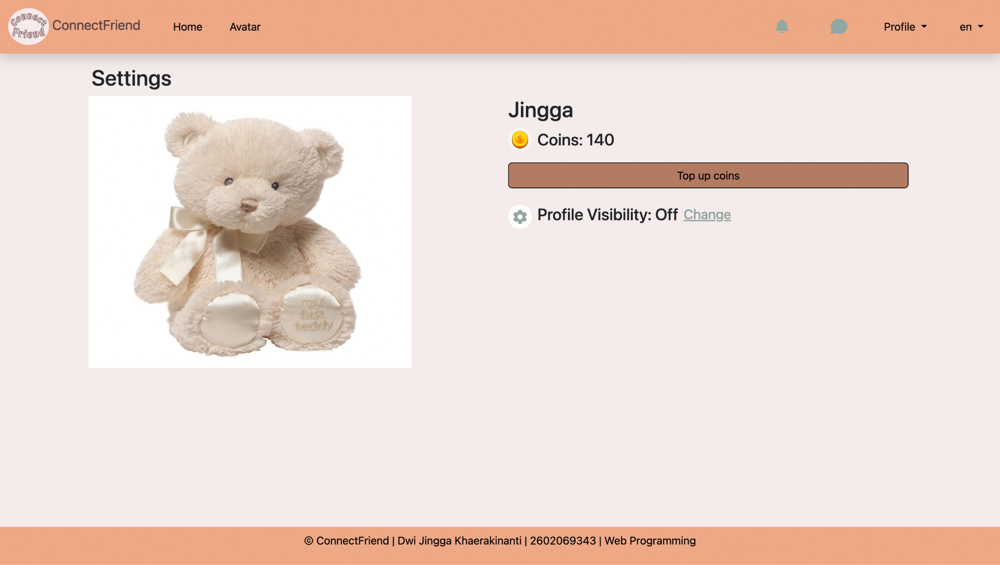 Connect
Friend
ConnectFriend
Home
Avatar
Profile
en
Settings
my
first
teddy
Jingga
Coins: 140
Top up coins
Profile Visibility: Off Change
© ConnectFriend | Dwi Jingga Khaerakinanti | 2602069343 | Web Programming